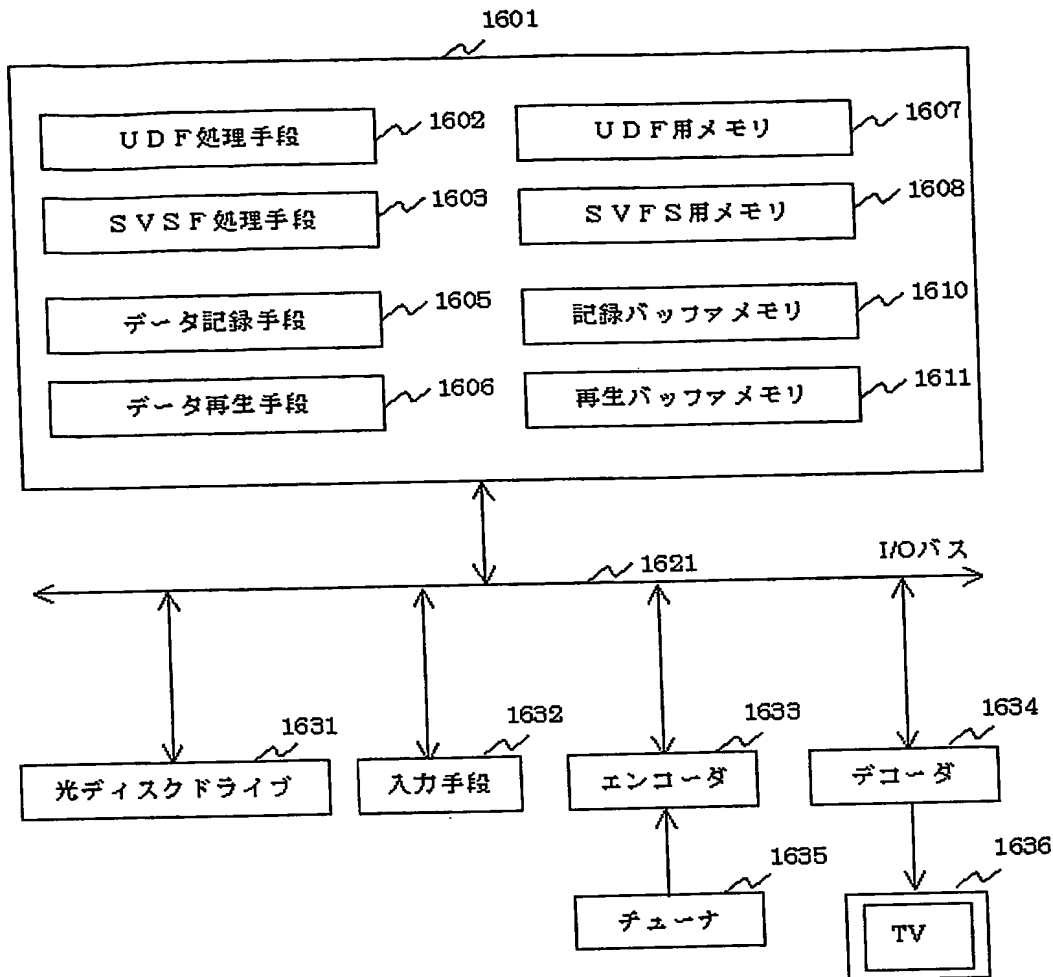 1601
UDF処理手段 1602
UDF用メモリ 1607
SVSF処理手段 1603
SVFS用メモリ 1608
データ記録手段 1605
記録バッファメモリ 1610
データ再生手段 1606
再生バッファメモリ 1611
I/Oバス
1621
1631
1632
1633
1634
光ディスクドライブ
入力手段
エンコーダ
デコーダ
1635
1636
チューナ
TV